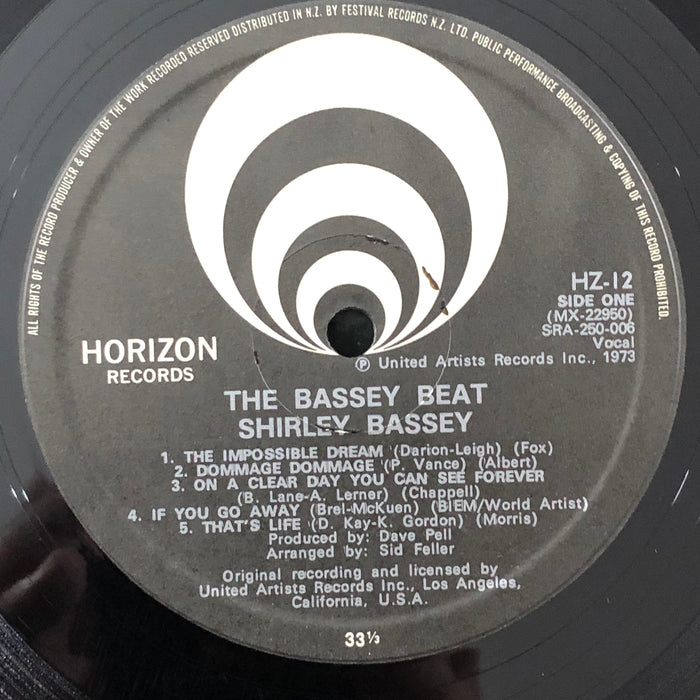 ALL RIGHTS OF THE RECORD PRODUCER & OWNER OF THE WORK RECORDED RESERVED DISTRIBUTED IN N.Z. BY FESTIVAL RECORDS N.Z. LTD. PUBLIC PERFORMANCE BROADCASTING & COPYING OF THIS RECORD PROHIBITED.
HZ-12
SIDE ONE
(MX-22950)
SRA-250-006
Vocal
HORIZON
RECORDS
Ⓟ United Artists Records Inc., 1973
THE BASSEY BEAT
SHIRLEY BASSEY
1. THE IMPOSSIBLE DREAM (Darion-Leigh) (Fox)
2. DOMMAGE DOMMAGE (P. Vance) (Albert)
3. ON A CLEAR DAY YOU CAN SEE FOREVER
(B. Lane-A. Lerner) (Chappell)
4. IF YOU GO AWAY (Brel-McKuen) (BIEM/World Artist)
5. THAT'S LIFE (D. Kay-K. Gordon) (Morris)
Produced by: Dave Pell
Arranged by: Sid Feller
Original recording and licensed by
United Artists Records Inc., Los Angeles,
California, U.S.A.
33⅓